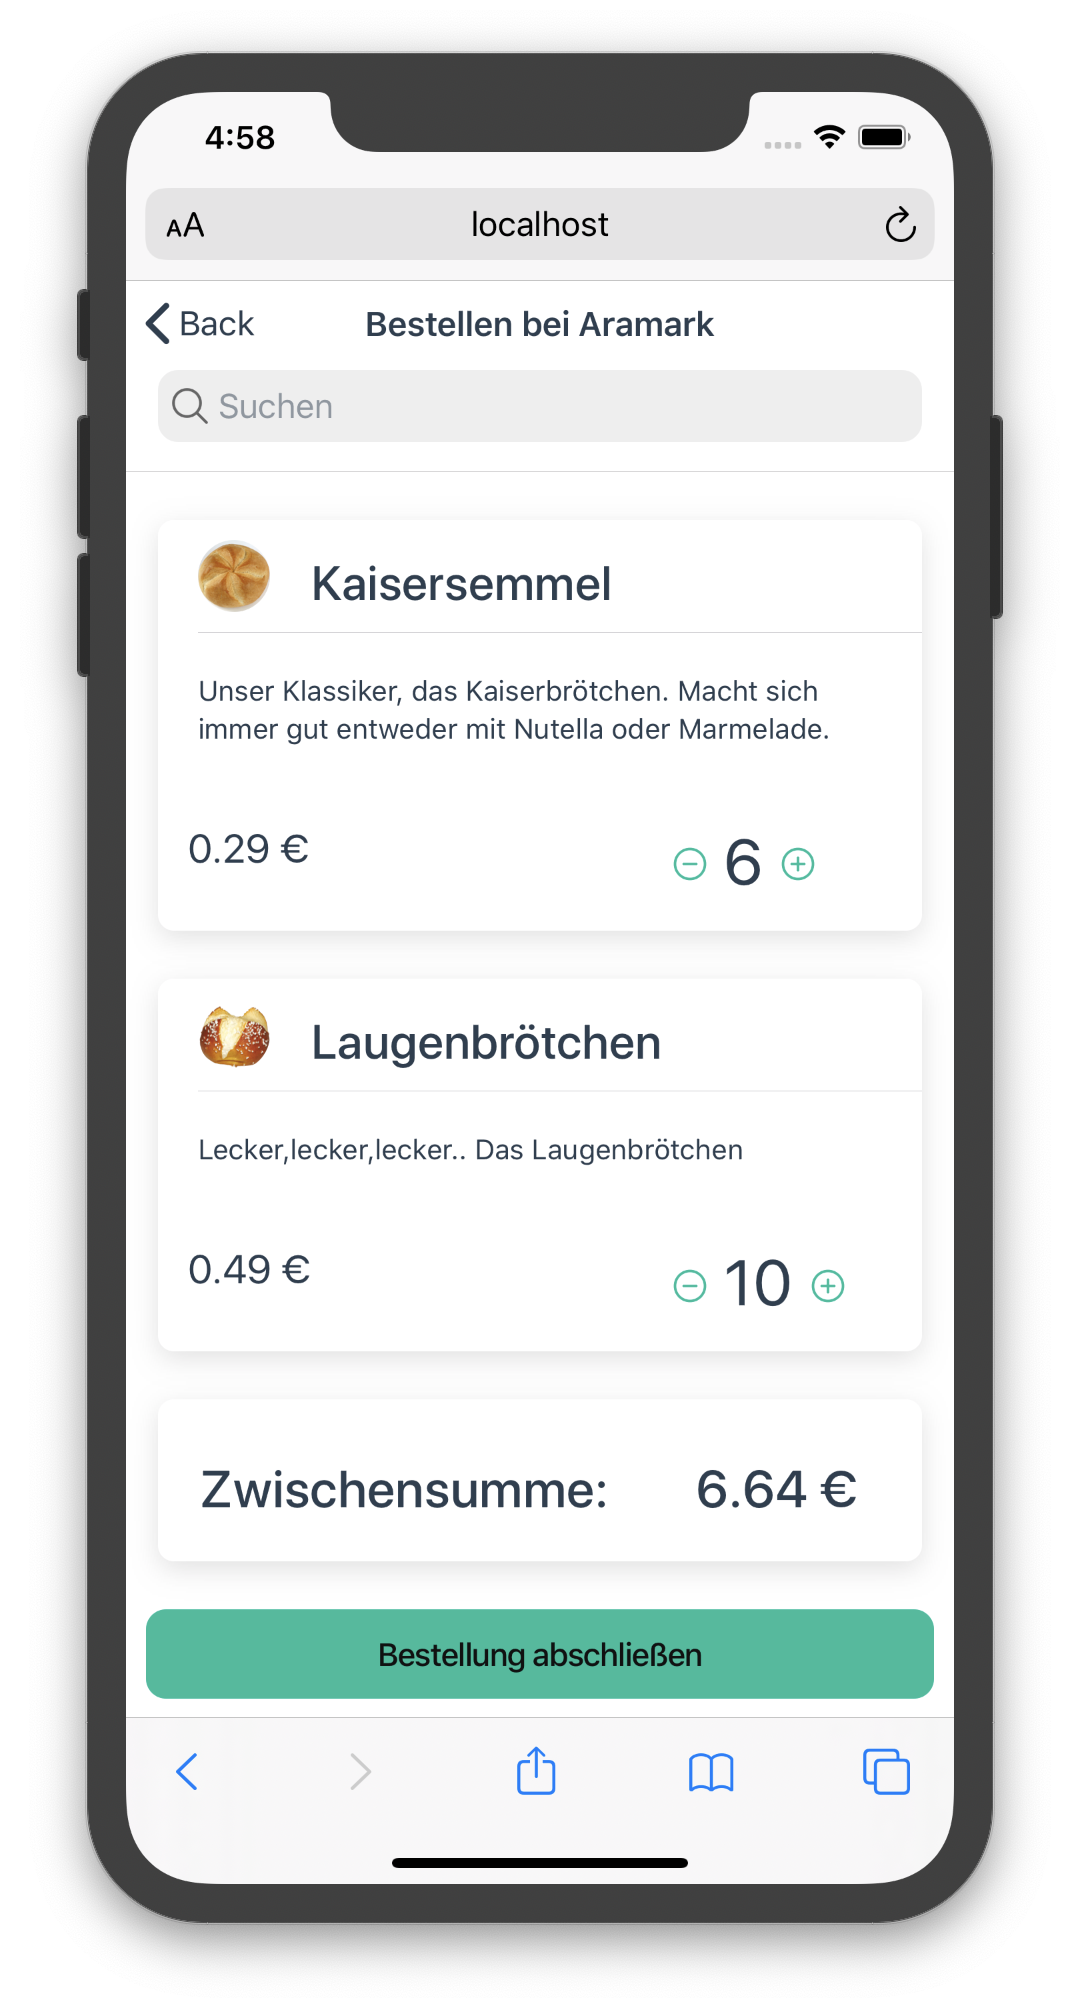 4:58
AA
localhost
Back
Bestellen bei Aramark
Suchen
Kaisersemmel
Unser Klassiker, das Kaiserbrötchen. Macht sich
immer gut entweder mit Nutella oder Marmelade.
0.29 €
6
Laugenbrötchen
Lecker,lecker,lecker.. Das Laugenbrötchen
0.49 €
10
Zwischensumme: 6.64 €
Bestellung abschließen